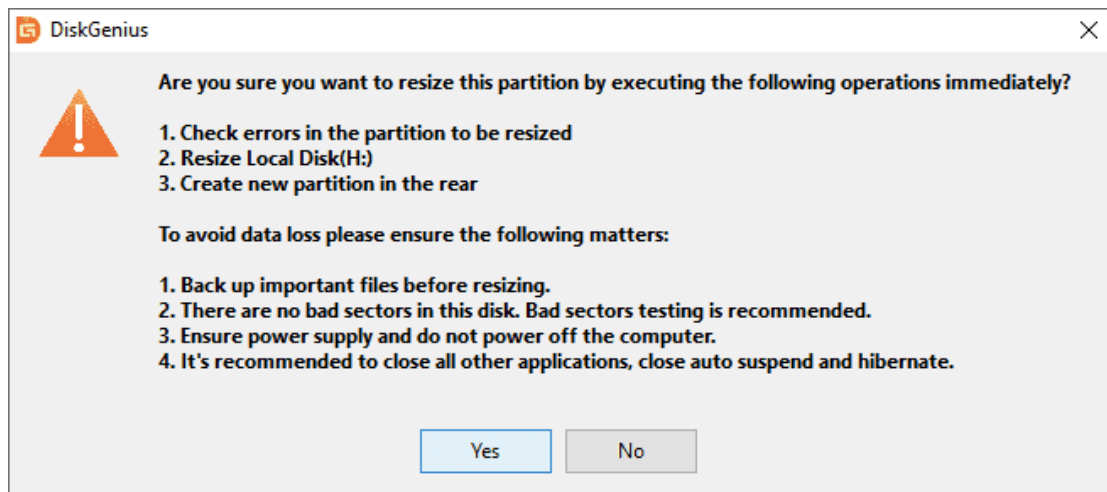 DiskGenius
Are you sure you want to resize this partition by executing the following operations immediately?
1. Check errors in the partition to be resized
2. Resize Local Disk(H:)
3. Create new partition in the rear
To avoid data loss please ensure the following matters:
1. Back up important files before resizing.
2. There are no bad sectors in this disk. Bad sectors testing is recommended.
3. Ensure power supply and do not power off the computer.
4. It's recommended to close all other applications, close auto suspend and hibernate.
Yes No